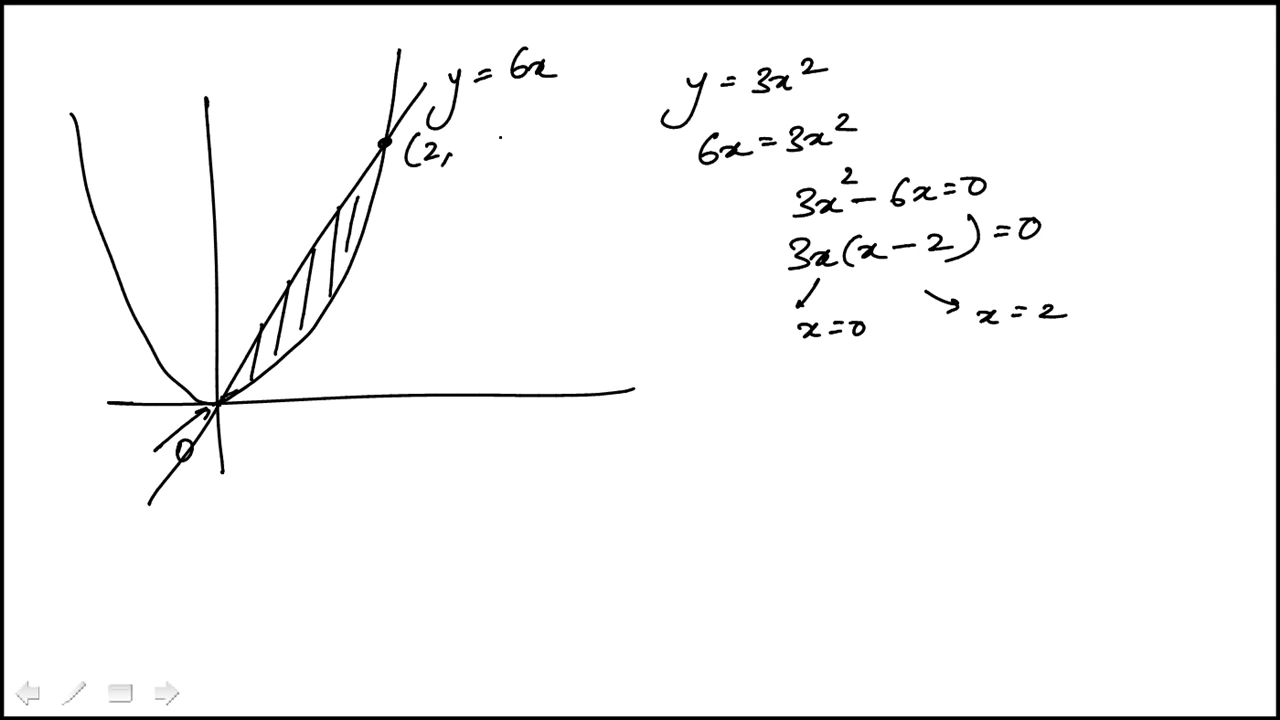 y = 6x
(2,
0
y = 3x²
6x = 3x²
3x² − 6x = 0
3x(x − 2) = 0
x = 0
x = 2